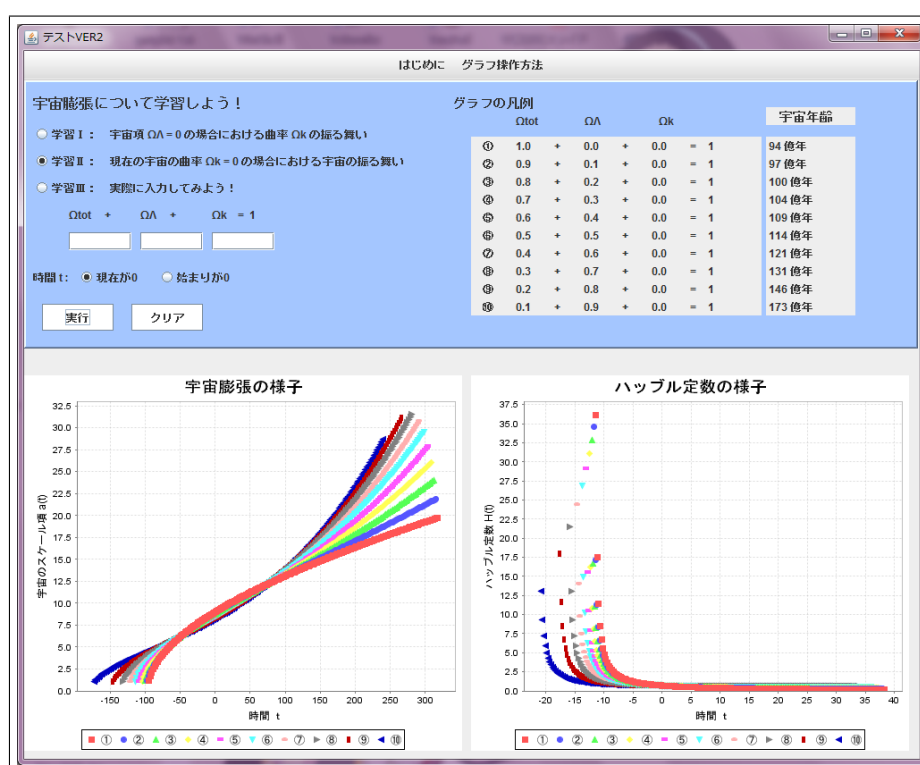 テストVER2
はじめに　グラフ操作方法
宇宙膨張について学習しよう！
学習Ⅰ：　宇宙項 ΩΛ = 0 の場合における曲率 Ωk の振る舞い
学習Ⅱ：　現在の宇宙の曲率 Ωk = 0 の場合における宇宙の振る舞い
学習Ⅲ：　実際に入力してみよう！
Ωtot + ΩΛ + Ωk = 1
時間 t： 現在が0 始まりが0
実行 クリア
グラフの凡例
Ωtot ΩΛ Ωk 宇宙年齢
① 1.0 + 0.0 + 0.0 = 1 94 億年
② 0.9 + 0.1 + 0.0 = 1 97 億年
③ 0.8 + 0.2 + 0.0 = 1 100 億年
④ 0.7 + 0.3 + 0.0 = 1 104 億年
⑤ 0.6 + 0.4 + 0.0 = 1 109 億年
⑥ 0.5 + 0.5 + 0.0 = 1 114 億年
⑦ 0.4 + 0.6 + 0.0 = 1 121 億年
⑧ 0.3 + 0.7 + 0.0 = 1 131 億年
⑨ 0.2 + 0.8 + 0.0 = 1 146 億年
⑩ 0.1 + 0.9 + 0.0 = 1 173 億年
宇宙膨張の様子
宇宙のスケール項 a(t)
32.5
30.0
27.5
25.0
22.5
20.0
17.5
15.0
12.5
10.0
7.5
5.0
2.5
0.0
-150 -100 -50 0 50 100 150 200 250 300
時間 t
① ② ③ ④ ⑤ ⑥ ⑦ ⑧ ⑨ ⑩
ハッブル定数の様子
ハッブル定数 H(t)
37.5
35.0
32.5
30.0
27.5
25.0
22.5
20.0
17.5
15.0
12.5
10.0
7.5
5.0
2.5
0.0
-20 -15 -10 -5 0 5 10 15 20 25 30 35 40
時間 t
① ② ③ ④ ⑤ ⑥ ⑦ ⑧ ⑨ ⑩